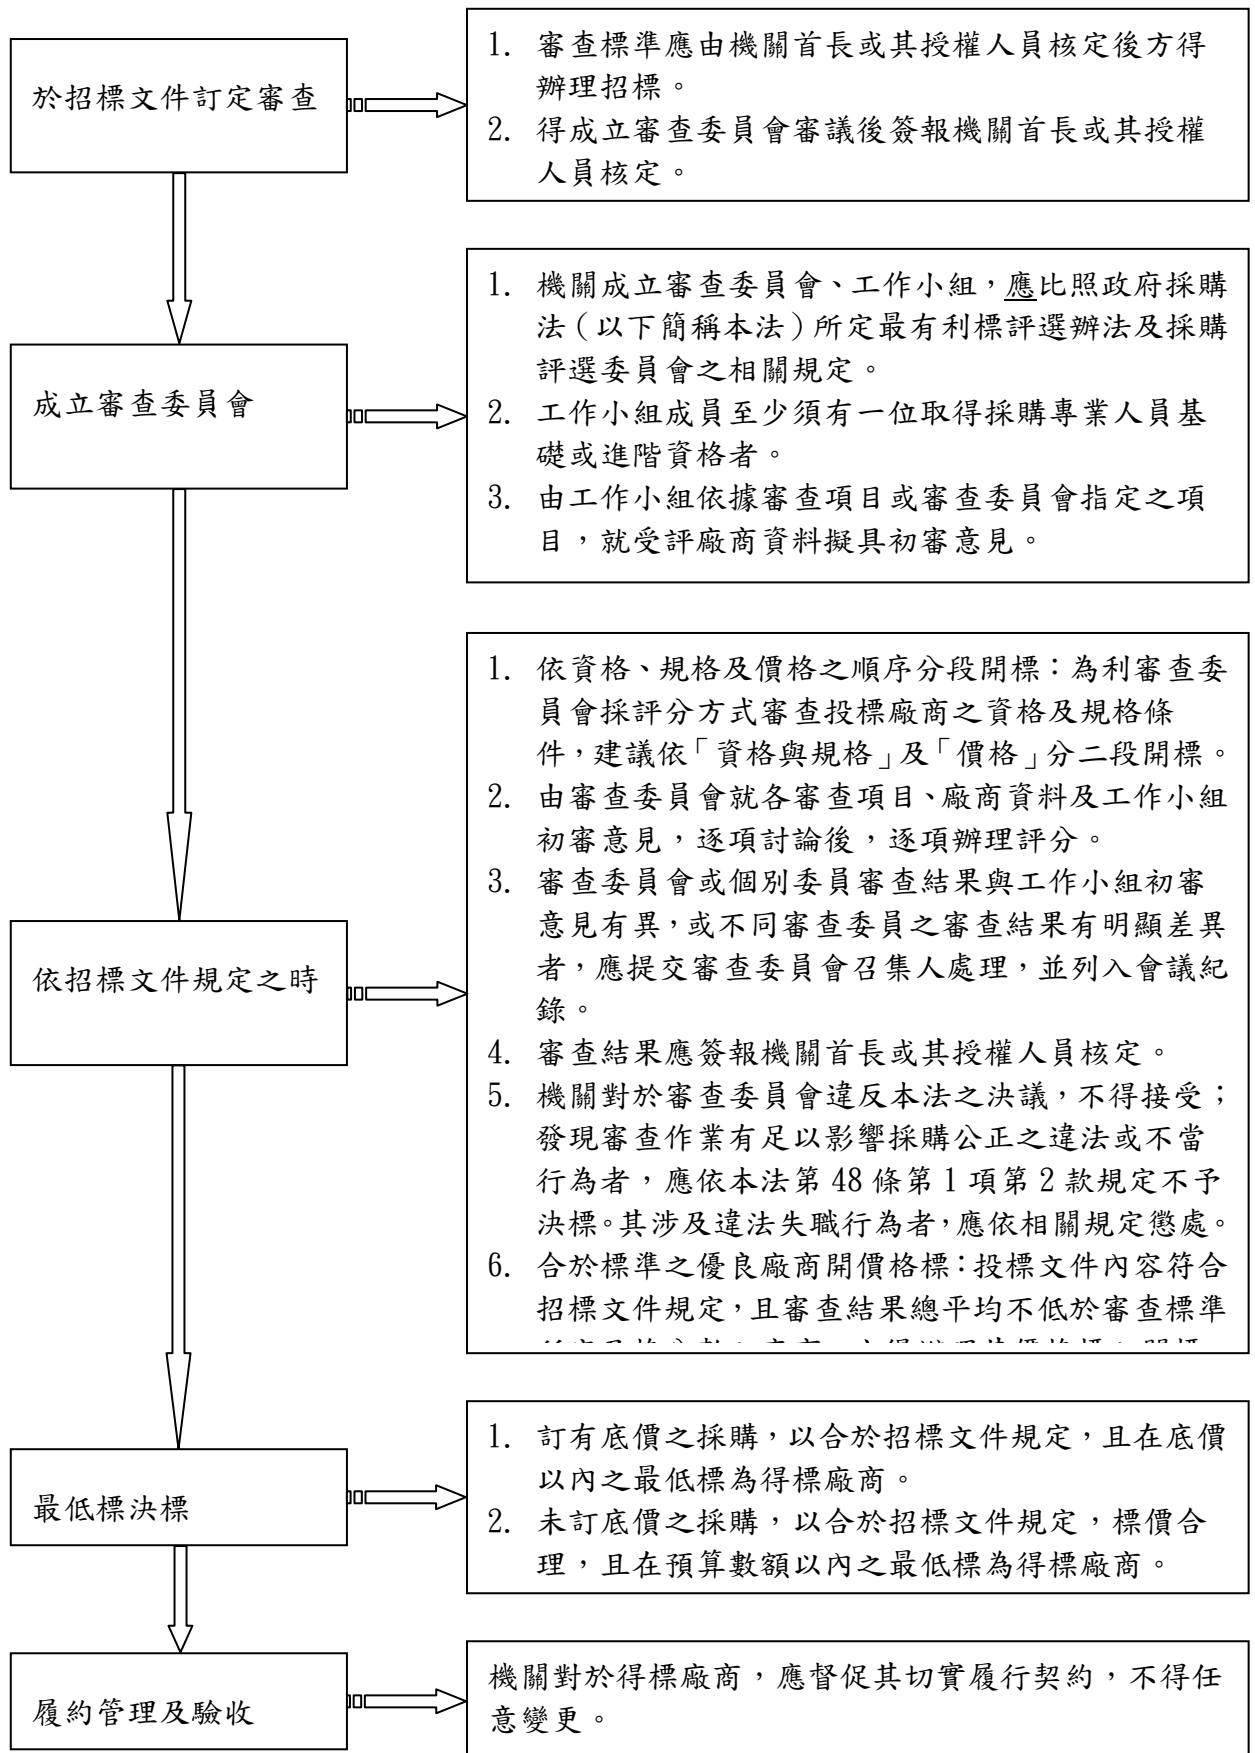 於招標文件訂定審查
1. 審查標準應由機關首長或其授權人員核定後方得
辦理招標。
2. 得成立審查委員會審議後簽報機關首長或其授權
人員核定。
成立審查委員會
1. 機關成立審查委員會、工作小組，應比照政府採購
法（以下簡稱本法）所定最有利標評選辦法及採購
評選委員會之相關規定。
2. 工作小組成員至少須有一位取得採購專業人員基
礎或進階資格者。
3. 由工作小組依據審查項目或審查委員會指定之項
目，就受評廠商資料擬具初審意見。
依招標文件規定之時
1. 依資格、規格及價格之順序分段開標：為利審查委
員會採評分方式審查投標廠商之資格及規格條
件，建議依「資格與規格」及「價格」分二段開標。
2. 由審查委員會就各審查項目、廠商資料及工作小組
初審意見，逐項討論後，逐項辦理評分。
3. 審查委員會或個別委員審查結果與工作小組初審
意見有異，或不同審查委員之審查結果有明顯差異
者，應提交審查委員會召集人處理，並列入會議紀
錄。
4. 審查結果應簽報機關首長或其授權人員核定。
5. 機關對於審查委員會違反本法之決議，不得接受；
發現審查作業有足以影響採購公正之違法或不當
行為者，應依本法第 48 條第 1 項第 2 款規定不予
決標。其涉及違法失職行為者，應依相關規定懲處。
6. 合於標準之優良廠商開價格標：投標文件內容符合
招標文件規定，且審查結果總平均不低於審查標準
最低標決標
1. 訂有底價之採購，以合於招標文件規定，且在底價
以內之最低標為得標廠商。
2. 未訂底價之採購，以合於招標文件規定，標價合
理，且在預算數額以內之最低標為得標廠商。
履約管理及驗收
機關對於得標廠商，應督促其切實履行契約，不得任
意變更。